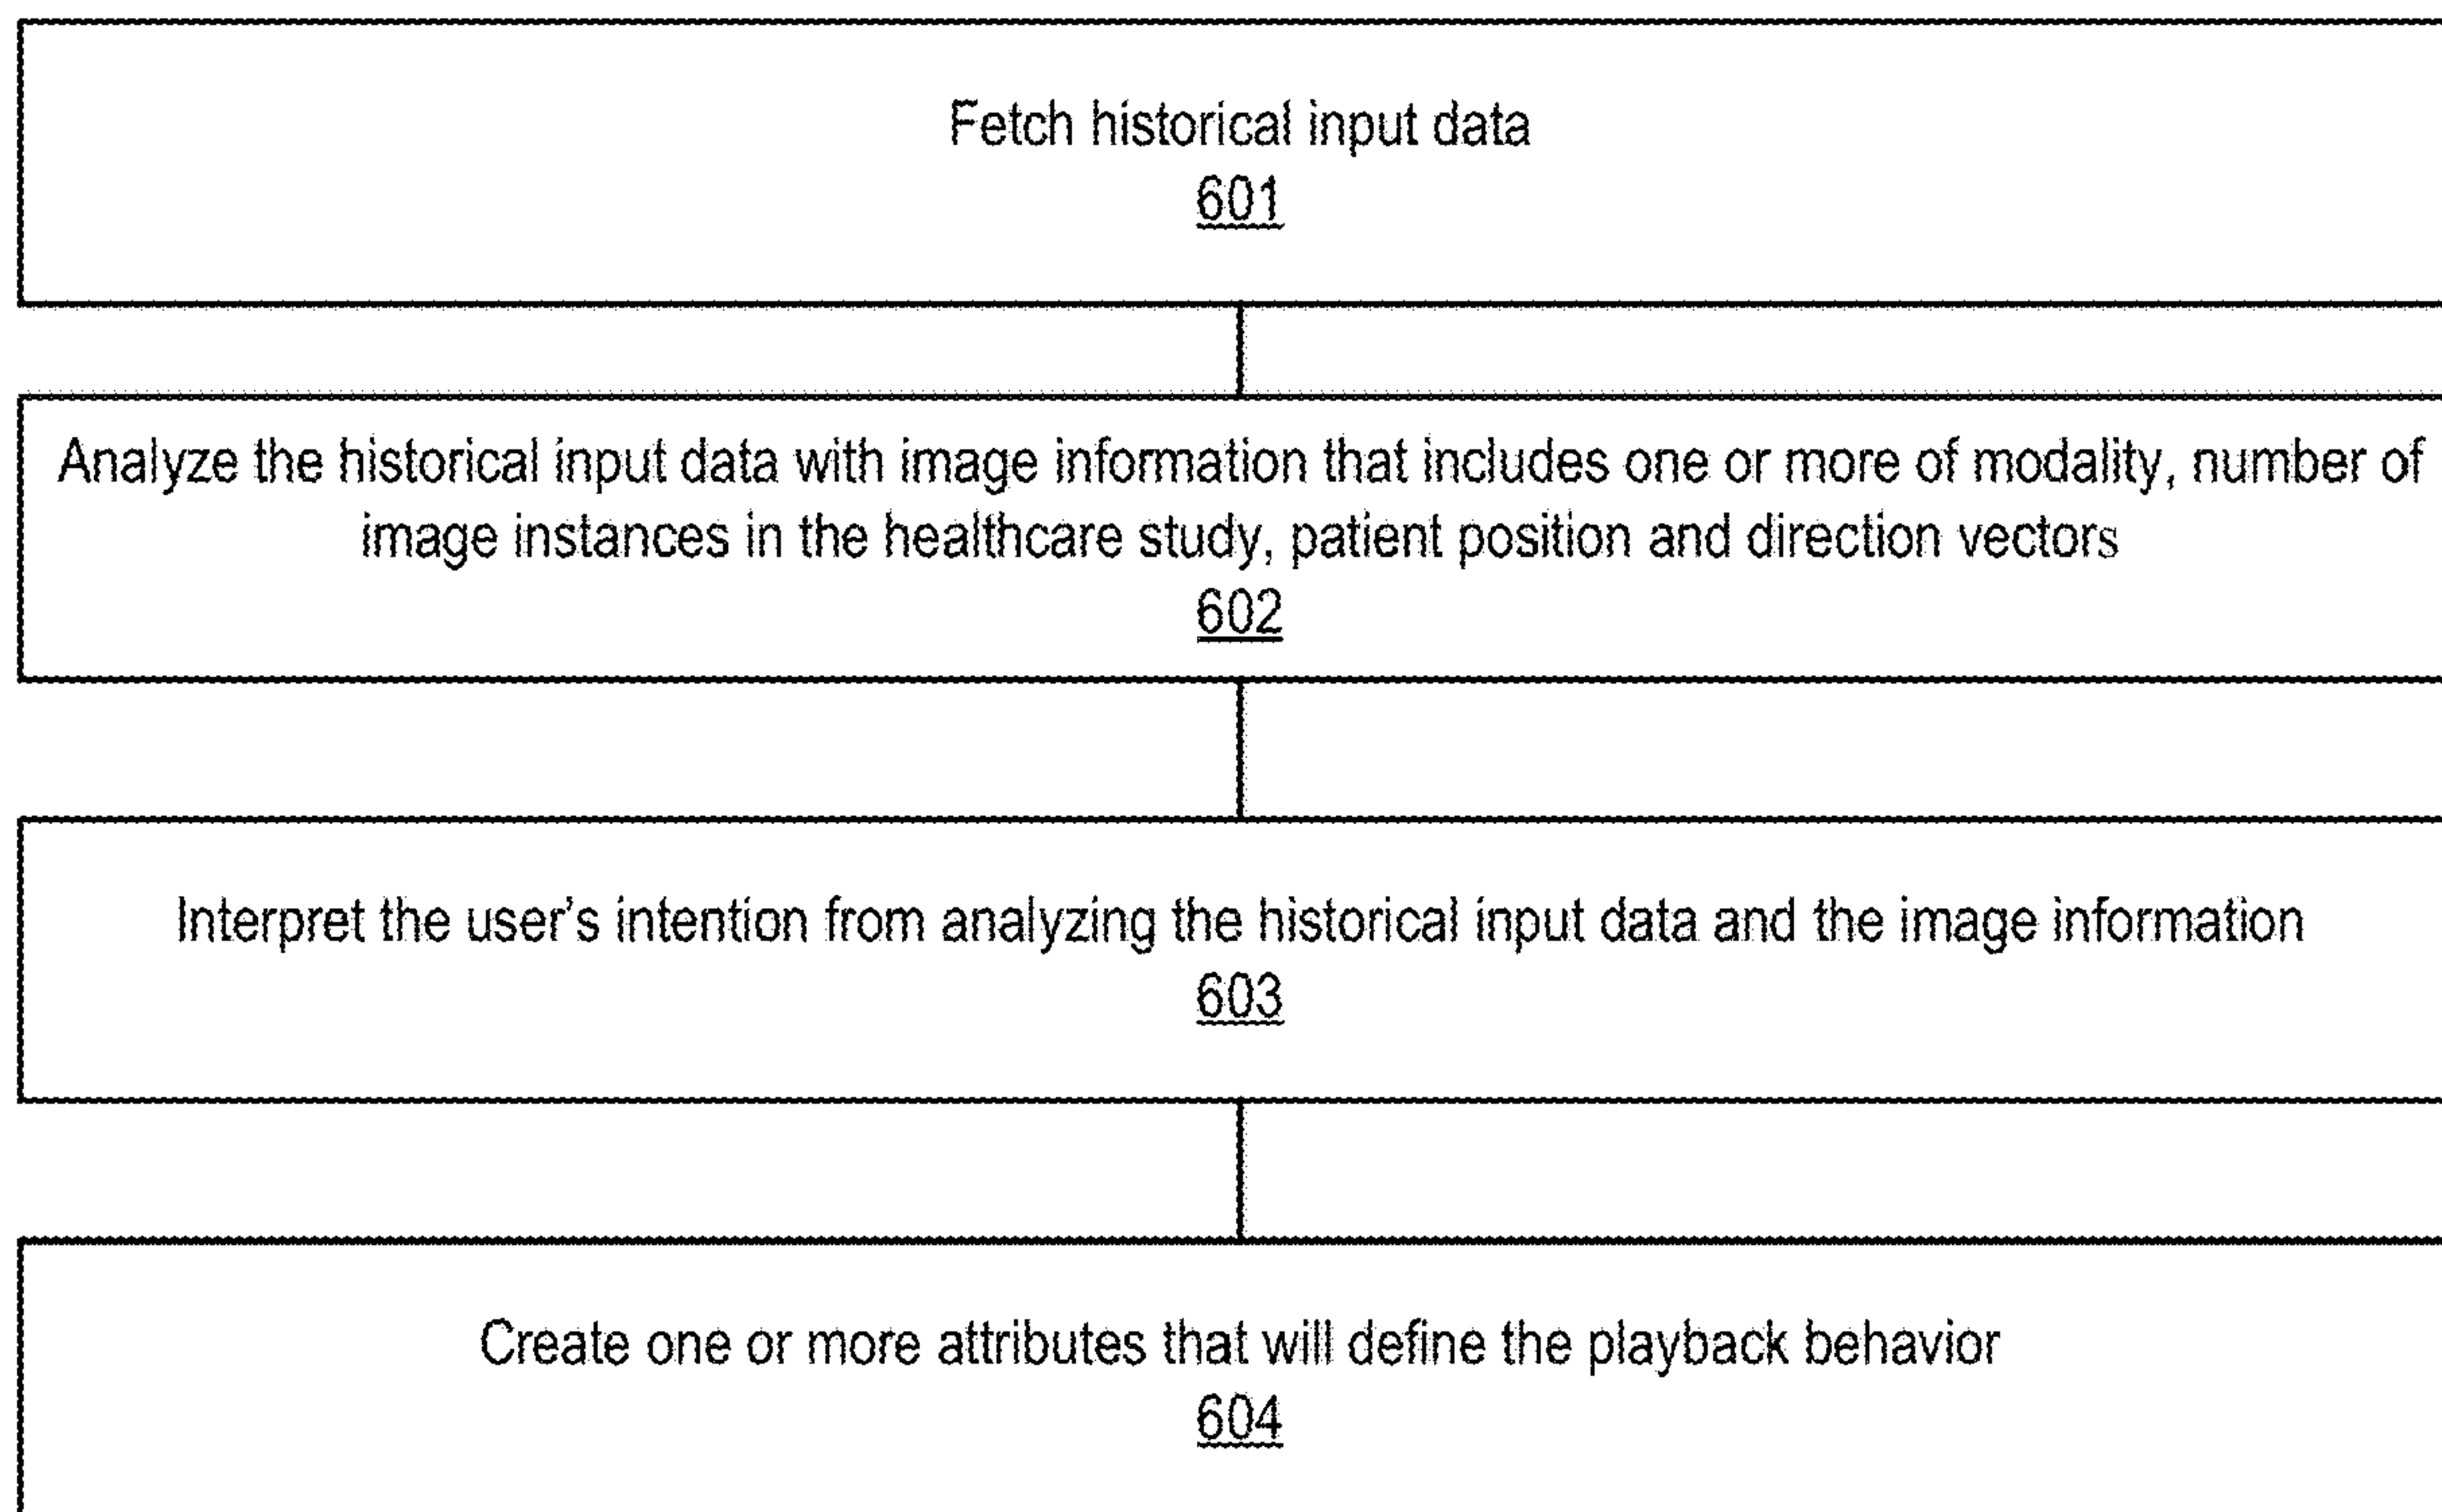 Fetch historical input data
601
Analyze the historical input data with image information that includes one or more of modality, number of
image instances in the healthcare study, patient position and direction vectors
602
Interpret the user's intention from analyzing the historical input data and the image information
603
Create one or more attributes that will define the playback behavior
604